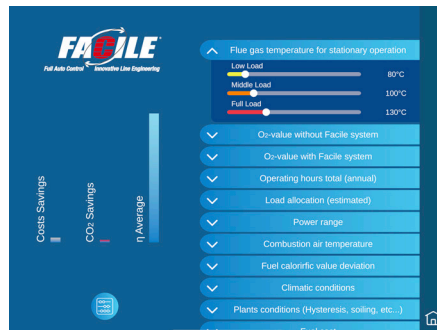 FACILE
Full Auto Control Innovative Line Engineering
Flue gas temperature for stationary operation
Low Load
80°C
Middle Load
100°C
Full Load
130°C
O₂-value without Facile system
O₂-value with Facile system
Operating hours total (annual)
Load allocation (estimated)
Power range
Combustion air temperature
Fuel calorirfic value deviation
Climatic conditions
Plants conditions (Hysteresis, soiling, etc...)
Costs Savings
CO₂ Savings
η Average